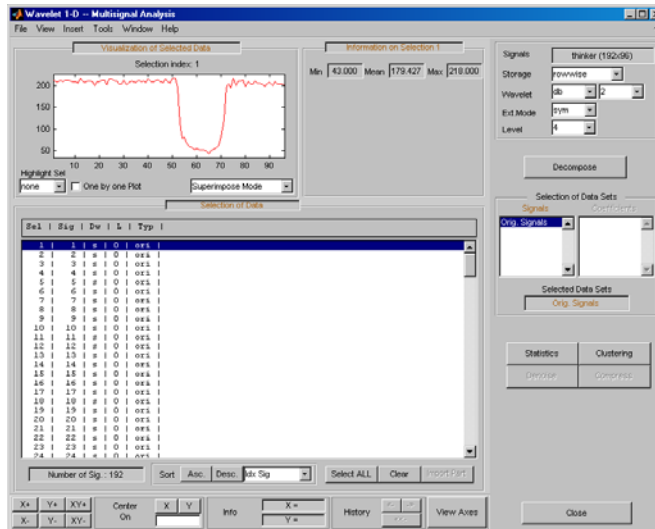 Wavelet 1-D -- Multisignal Analysis
File View Insert Tools Window Help
Visualization of Selected Data
Selection index: 1
200
150
100
50
10 20 30 40 50 60 70 80 90
Highlight Sel
none
One by one Plot
Superimpose Mode
Information on Selection 1
Min 43.000 Mean 179.427 Max 218.000
Selection of Data
Sel | Sig | Dw | L | Typ |
1 | 1 | s | 0 | ori |
2 | 2 | s | 0 | ori |
3 | 3 | s | 0 | ori |
4 | 4 | s | 0 | ori |
5 | 5 | s | 0 | ori |
6 | 6 | s | 0 | ori |
7 | 7 | s | 0 | ori |
8 | 8 | s | 0 | ori |
9 | 9 | s | 0 | ori |
10 | 10 | s | 0 | ori |
11 | 11 | s | 0 | ori |
12 | 12 | s | 0 | ori |
13 | 13 | s | 0 | ori |
14 | 14 | s | 0 | ori |
15 | 15 | s | 0 | ori |
16 | 16 | s | 0 | ori |
17 | 17 | s | 0 | ori |
18 | 18 | s | 0 | ori |
19 | 19 | s | 0 | ori |
20 | 20 | s | 0 | ori |
21 | 21 | s | 0 | ori |
22 | 22 | s | 0 | ori |
23 | 23 | s | 0 | ori |
24 | 24 | s | 0 | ori |
Number of Sig.: 192
Sort Asc. Desc. Idx Sig
Select ALL Clear Import Part.
Signals thinker (192x96)
Storage rowwise
Wavelet db 2
Ext.Mode sym
Level 4
Decompose
Selection of Data Sets
Signals Coefficients
Orig. Signals
Selected Data Sets
Orig. Signals
Statistics Clustering
Denoise Compress
X+ Y+ XY+
X- Y- XY-
Center On X Y
Info X = Y =
History <- -> <<-
View Axes
Close